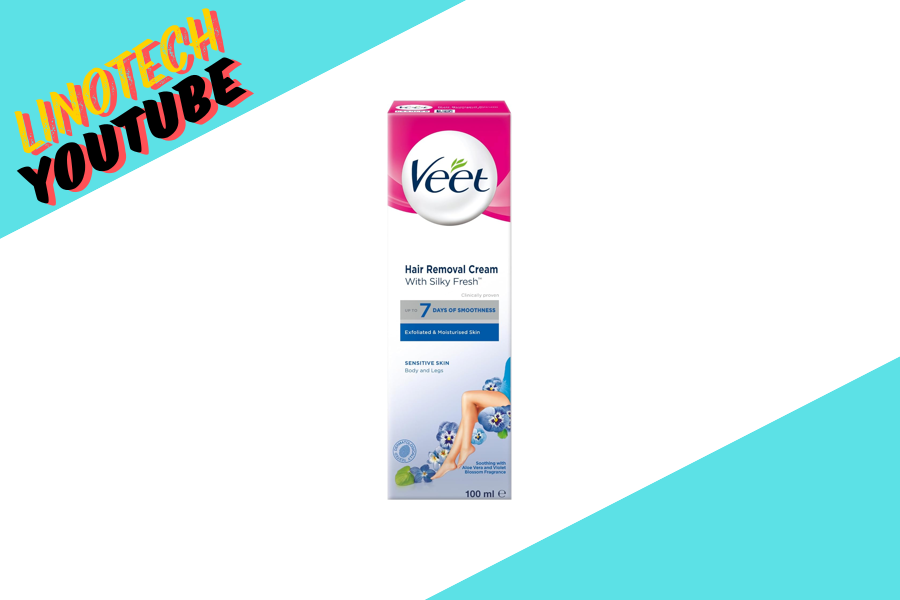 LINOTECH
YOUTUBE
Veet
Veet
Hair Removal Cream
With Silky Fresh™
Clinically proven
UP TO 7 DAYS OF SMOOTHNESS
Exfoliated & Moisturised Skin
SENSITIVE SKIN
Body and Legs
Soothing with
Aloe Vera and Violet
Blossom Fragrance
100 ml ℮